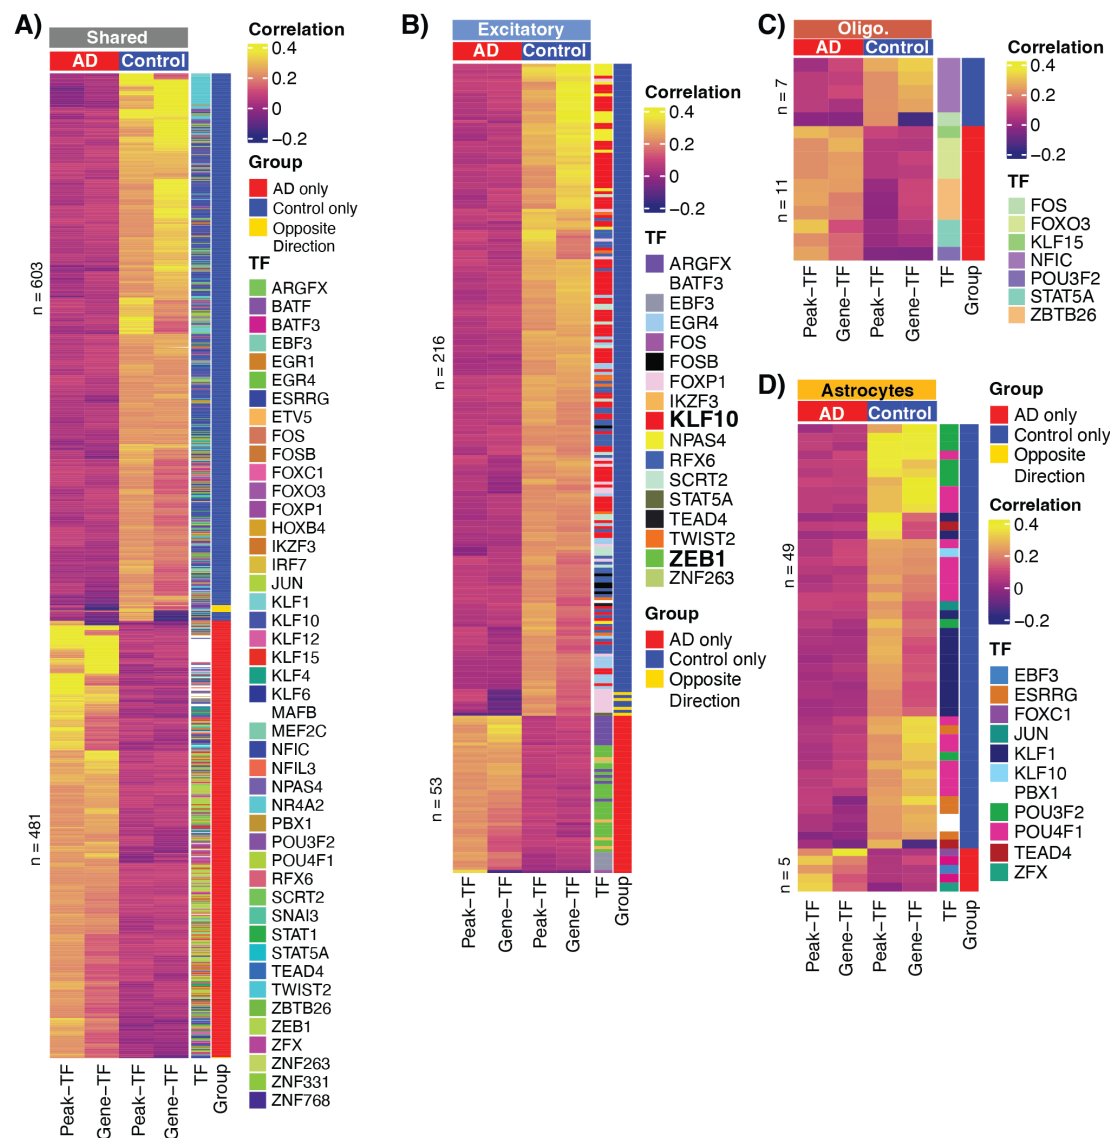 A)
Shared
AD Control
n = 603
n = 481
Peak−TF
Gene−TF
Peak−TF
Gene−TF
TF
Group
Correlation
0.4
0.2
0
−0.2
Group
AD only
Control only
Opposite
Direction
TF
ARGFX
BATF
BATF3
EBF3
EGR1
EGR4
ESRRG
ETV5
FOS
FOSB
FOXC1
FOXO3
FOXP1
HOXB4
IKZF3
IRF7
JUN
KLF1
KLF10
KLF12
KLF15
KLF4
KLF6
MAFB
MEF2C
NFIC
NFIL3
NPAS4
NR4A2
PBX1
POU3F2
POU4F1
RFX6
SCRT2
SNAI3
STAT1
STAT5A
TEAD4
TWIST2
ZBTB26
ZEB1
ZFX
ZNF263
ZNF331
ZNF768
B)
Excitatory
AD Control
n = 216
n = 53
Peak−TF
Gene−TF
Peak−TF
Gene−TF
TF
Group
Correlation
0.4
0.2
0
−0.2
TF
ARGFX
BATF3
EBF3
EGR4
FOS
FOSB
FOXP1
IKZF3
KLF10
NPAS4
RFX6
SCRT2
STAT5A
TEAD4
TWIST2
ZEB1
ZNF263
Group
AD only
Control only
Opposite
Direction
C)
Oligo.
AD Control
n = 7
n = 11
Peak−TF
Gene−TF
Peak−TF
Gene−TF
TF
Group
Correlation
0.4
0.2
0
−0.2
TF
FOS
FOXO3
KLF15
NFIC
POU3F2
STAT5A
ZBTB26
D)
Astrocytes
AD Control
n = 49
n = 5
Peak−TF
Gene−TF
Peak−TF
Gene−TF
TF
Group
Group
AD only
Control only
Opposite
Direction
Correlation
0.4
0.2
0
−0.2
TF
EBF3
ESRRG
FOXC1
JUN
KLF1
KLF10
PBX1
POU3F2
POU4F1
TEAD4
ZFX